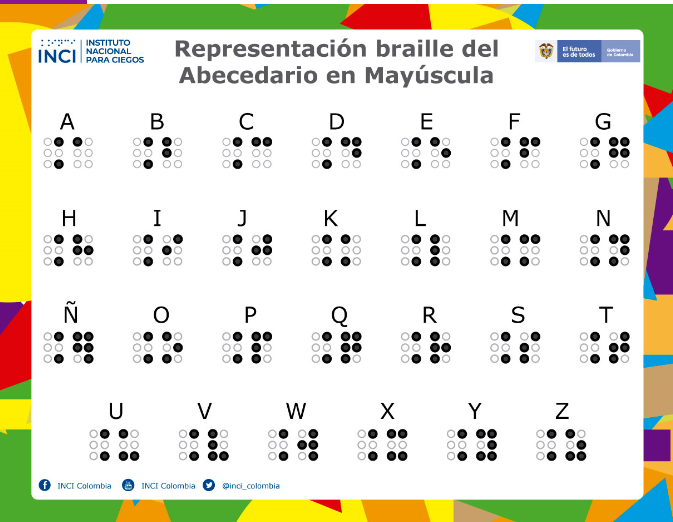 INCI
INSTITUTO
NACIONAL
PARA CIEGOS
Representación braille del
Abecedario en Mayúscula
El futuro
es de todos
Gobierno
de Colombia
A B C D E F G
H I J K L M N
Ñ O P Q R S T
U V W X Y Z
INCI Colombia INCI Colombia @inci_colombia